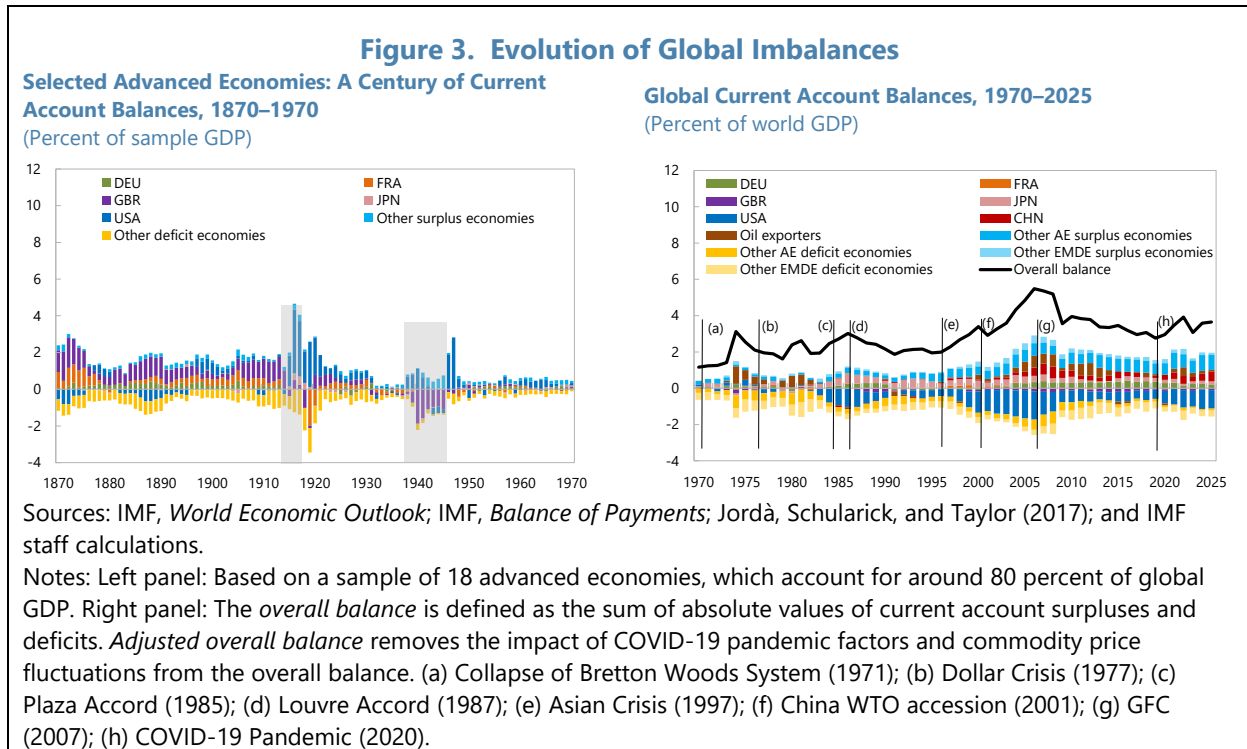 Figure 3. Evolution of Global Imbalances
Selected Advanced Economies: A Century of Current
Account Balances, 1870–1970
(Percent of sample GDP)
12
10
8
6
4
2
0
-2
-4
DEU
FRA
GBR
JPN
USA
Other surplus economies
Other deficit economies
1870 1880 1890 1900 1910 1920 1930 1940 1950 1960 1970
Global Current Account Balances, 1970–2025
(Percent of world GDP)
12
10
8
6
4
2
0
-2
-4
DEU
FRA
GBR
JPN
USA
CHN
Oil exporters
Other AE surplus economies
Other AE deficit economies
Other EMDE surplus economies
Other EMDE deficit economies
Overall balance
(a)
(b)
(c)
(d)
(e)
(f)
(g)
(h)
1970 1975 1980 1985 1990 1995 2000 2005 2010 2015 2020 2025
Sources: IMF, World Economic Outlook; IMF, Balance of Payments; Jordà, Schularick, and Taylor (2017); and IMF
staff calculations.
Notes: Left panel: Based on a sample of 18 advanced economies, which account for around 80 percent of global
GDP. Right panel: The overall balance is defined as the sum of absolute values of current account surpluses and
deficits. Adjusted overall balance removes the impact of COVID-19 pandemic factors and commodity price
fluctuations from the overall balance. (a) Collapse of Bretton Woods System (1971); (b) Dollar Crisis (1977); (c)
Plaza Accord (1985); (d) Louvre Accord (1987); (e) Asian Crisis (1997); (f) China WTO accession (2001); (g) GFC
(2007); (h) COVID-19 Pandemic (2020).